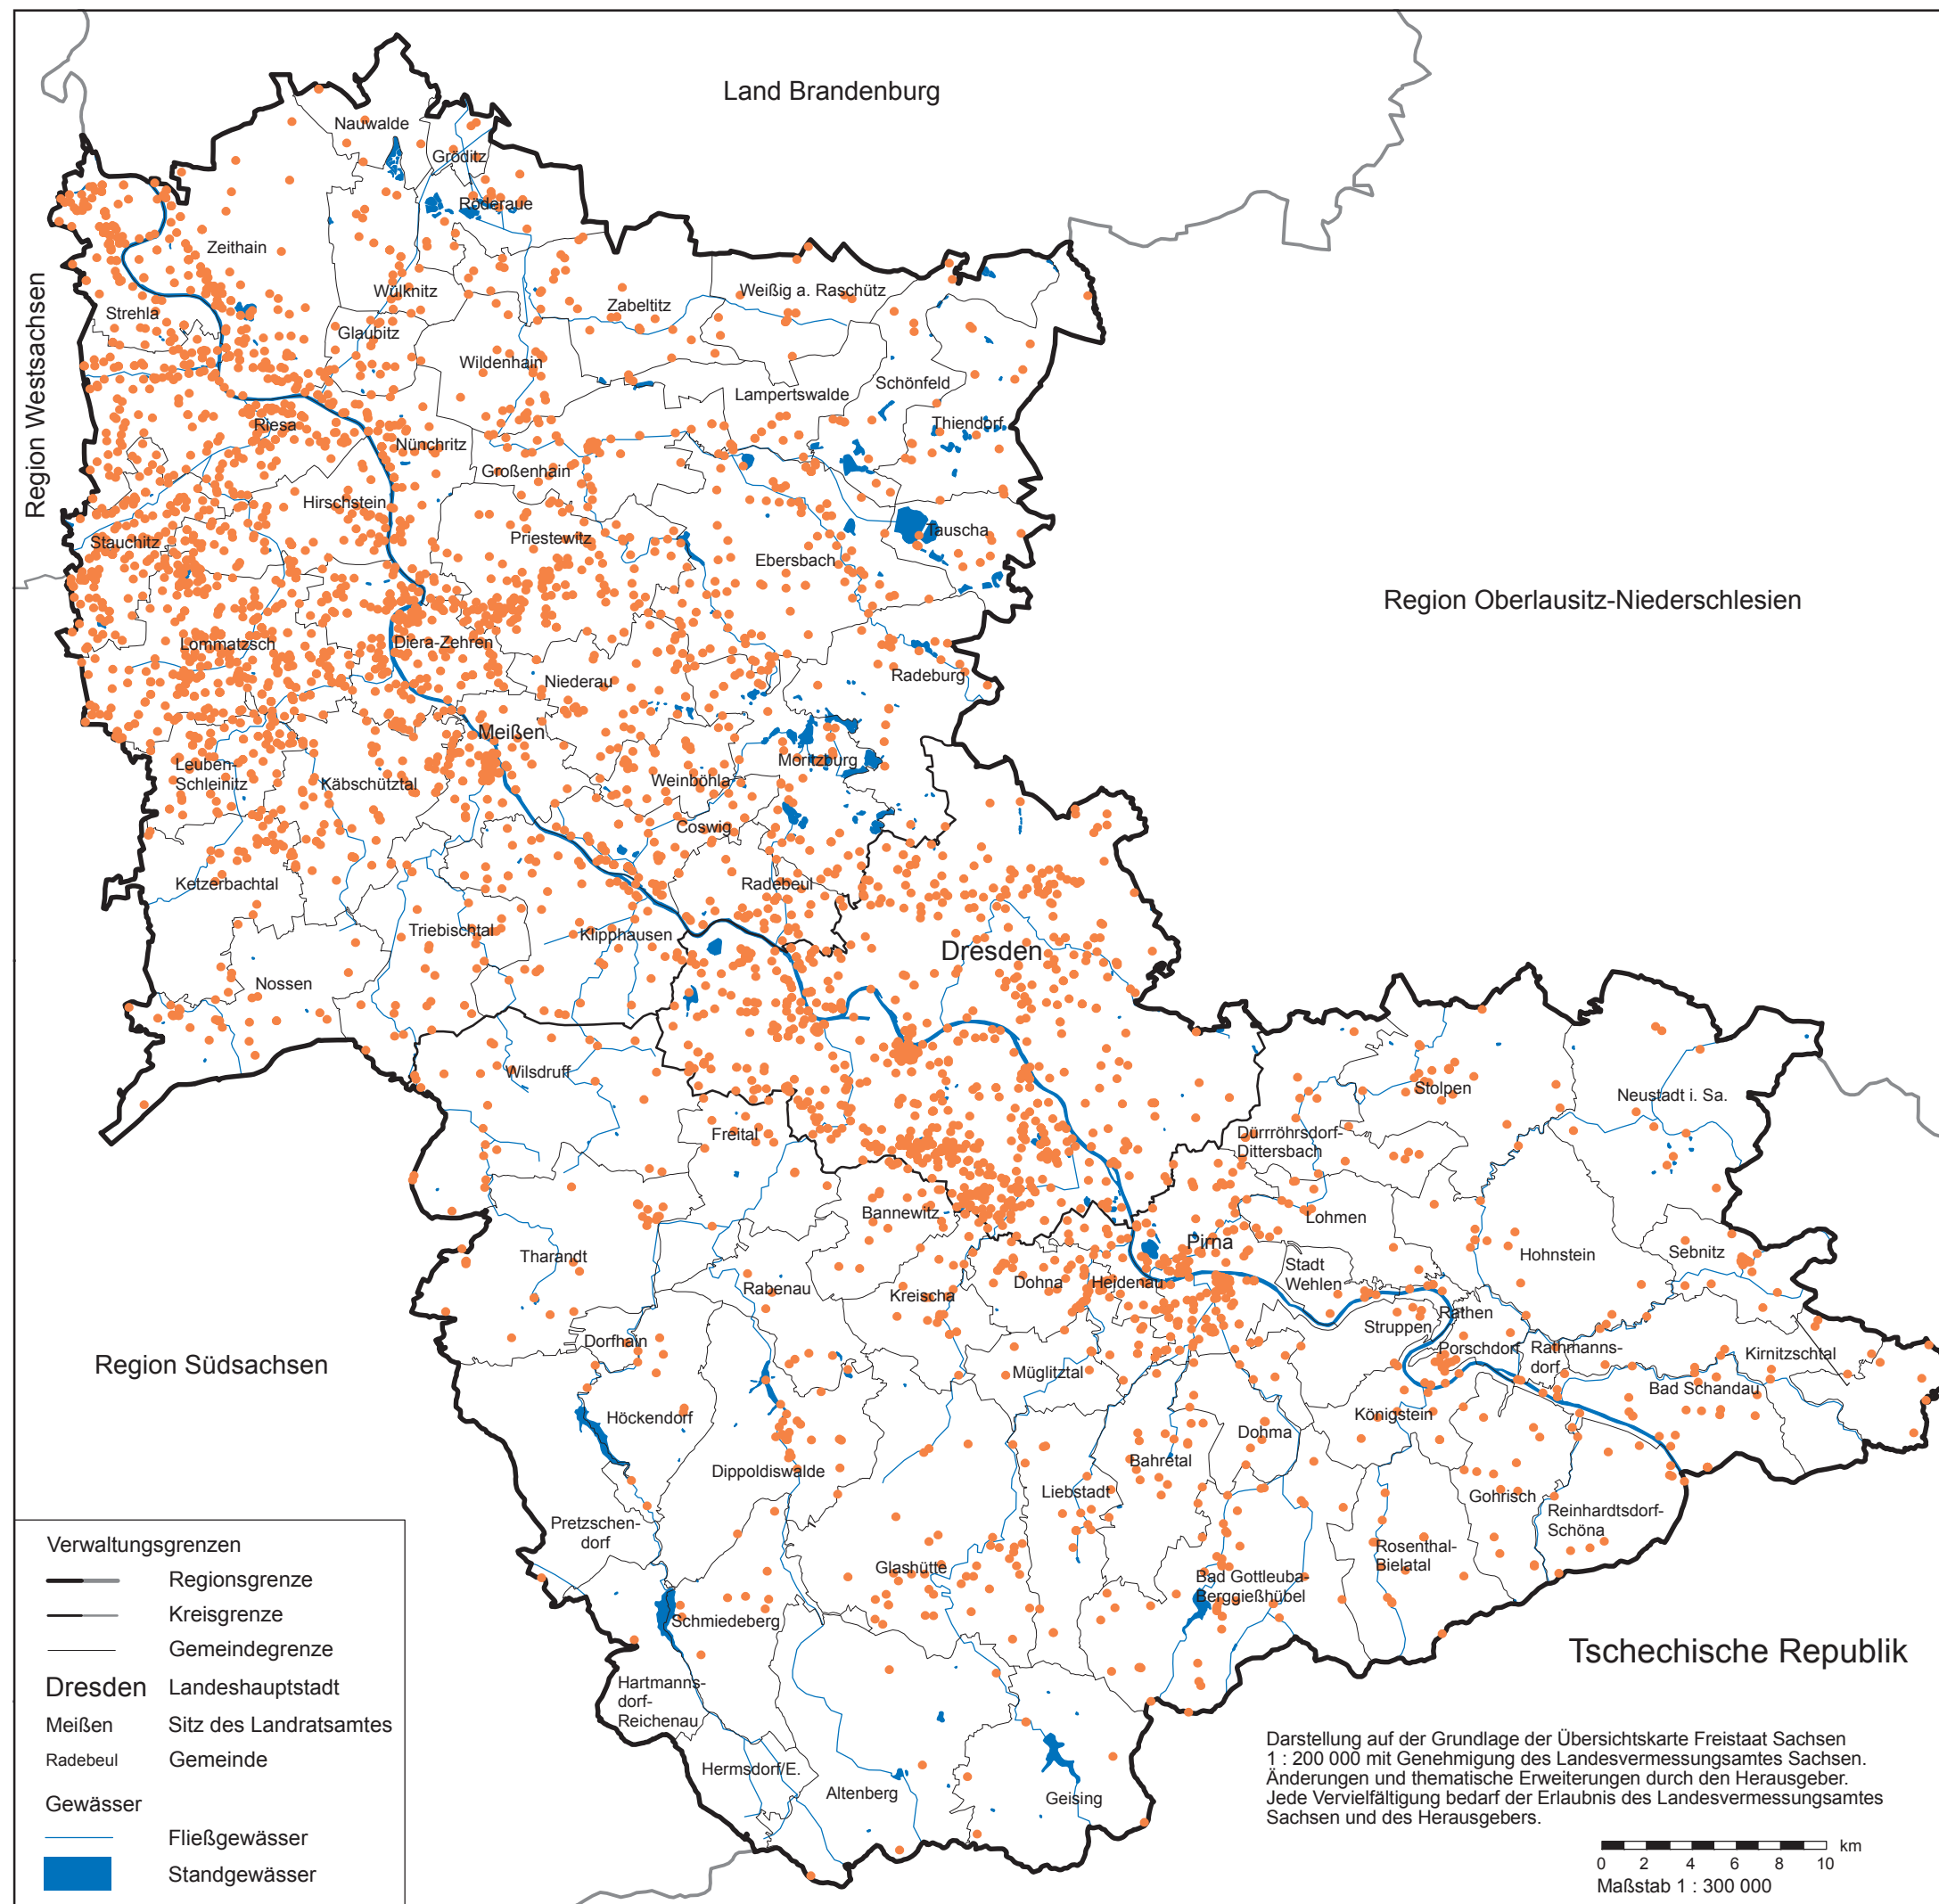 Land Brandenburg
Nauwalde
Gröditz
Röderaue
Zeithain
Region Westsachsen
Wülknitz
Zabeltitz
Weißig a. Raschütz
Strehla
Glaubitz
Wildenhain
Schönfeld
Lampertswalde
Thiendorf
Riesa
Nünchritz
Großenhain
Hirschstein
Tauscha
Stauchitz
Priestewitz
Ebersbach
Region Oberlausitz-Niederschlesien
Lommatzsch
Diera-Zehren
Niederau
Radeburg
Meißen
Moritzburg
Leuben-
Schleinitz
Käbschütztal
Weinböhla
Coswig
Ketzerbachtal
Radebeul
Triebischtal
Klipphausen
Dresden
Nossen
Wilsdruff
Stolpen
Neustadt i. Sa.
Freital
Dürrröhrsdorf-
Dittersbach
Bannewitz
Lohmen
Pirna
Tharandt
Hohnstein
Sebnitz
Stadt
Wehlen
Rabenau
Kreischa
Dohna
Heidenau
Rathen
Struppen
Dorfhain
Porschdorf
Rathmanns-
dorf
Kirnitzschtal
Region Südsachsen
Müglitztal
Bad Schandau
Höckendorf
Königstein
Dohma
Bahretal
Dippoldiswalde
Liebstadt
Gohrisch
Reinhardtsdorf-
Schöna
Pretzschen-
dorf
Rosenthal-
Bielatal
Glashütte
Bad Gottleuba-
Berggießhübel
Schmiedeberg
Tschechische Republik
Hartmanns-
dorf-
Reichenau
Hermsdorf/E.
Altenberg
Geising
Verwaltungsgrenzen
Regionsgrenze
Kreisgrenze
Gemeindegrenze
Dresden Landeshauptstadt
Meißen Sitz des Landratsamtes
Radebeul Gemeinde
Gewässer
Fließgewässer
Standgewässer
Darstellung auf der Grundlage der Übersichtskarte Freistaat Sachsen
1 : 200 000 mit Genehmigung des Landesvermessungsamtes Sachsen.
Änderungen und thematische Erweiterungen durch den Herausgeber.
Jede Vervielfältigung bedarf der Erlaubnis des Landesvermessungsamtes
Sachsen und des Herausgebers.
km
0 2 4 6 8 10
Maßstab 1 : 300 000